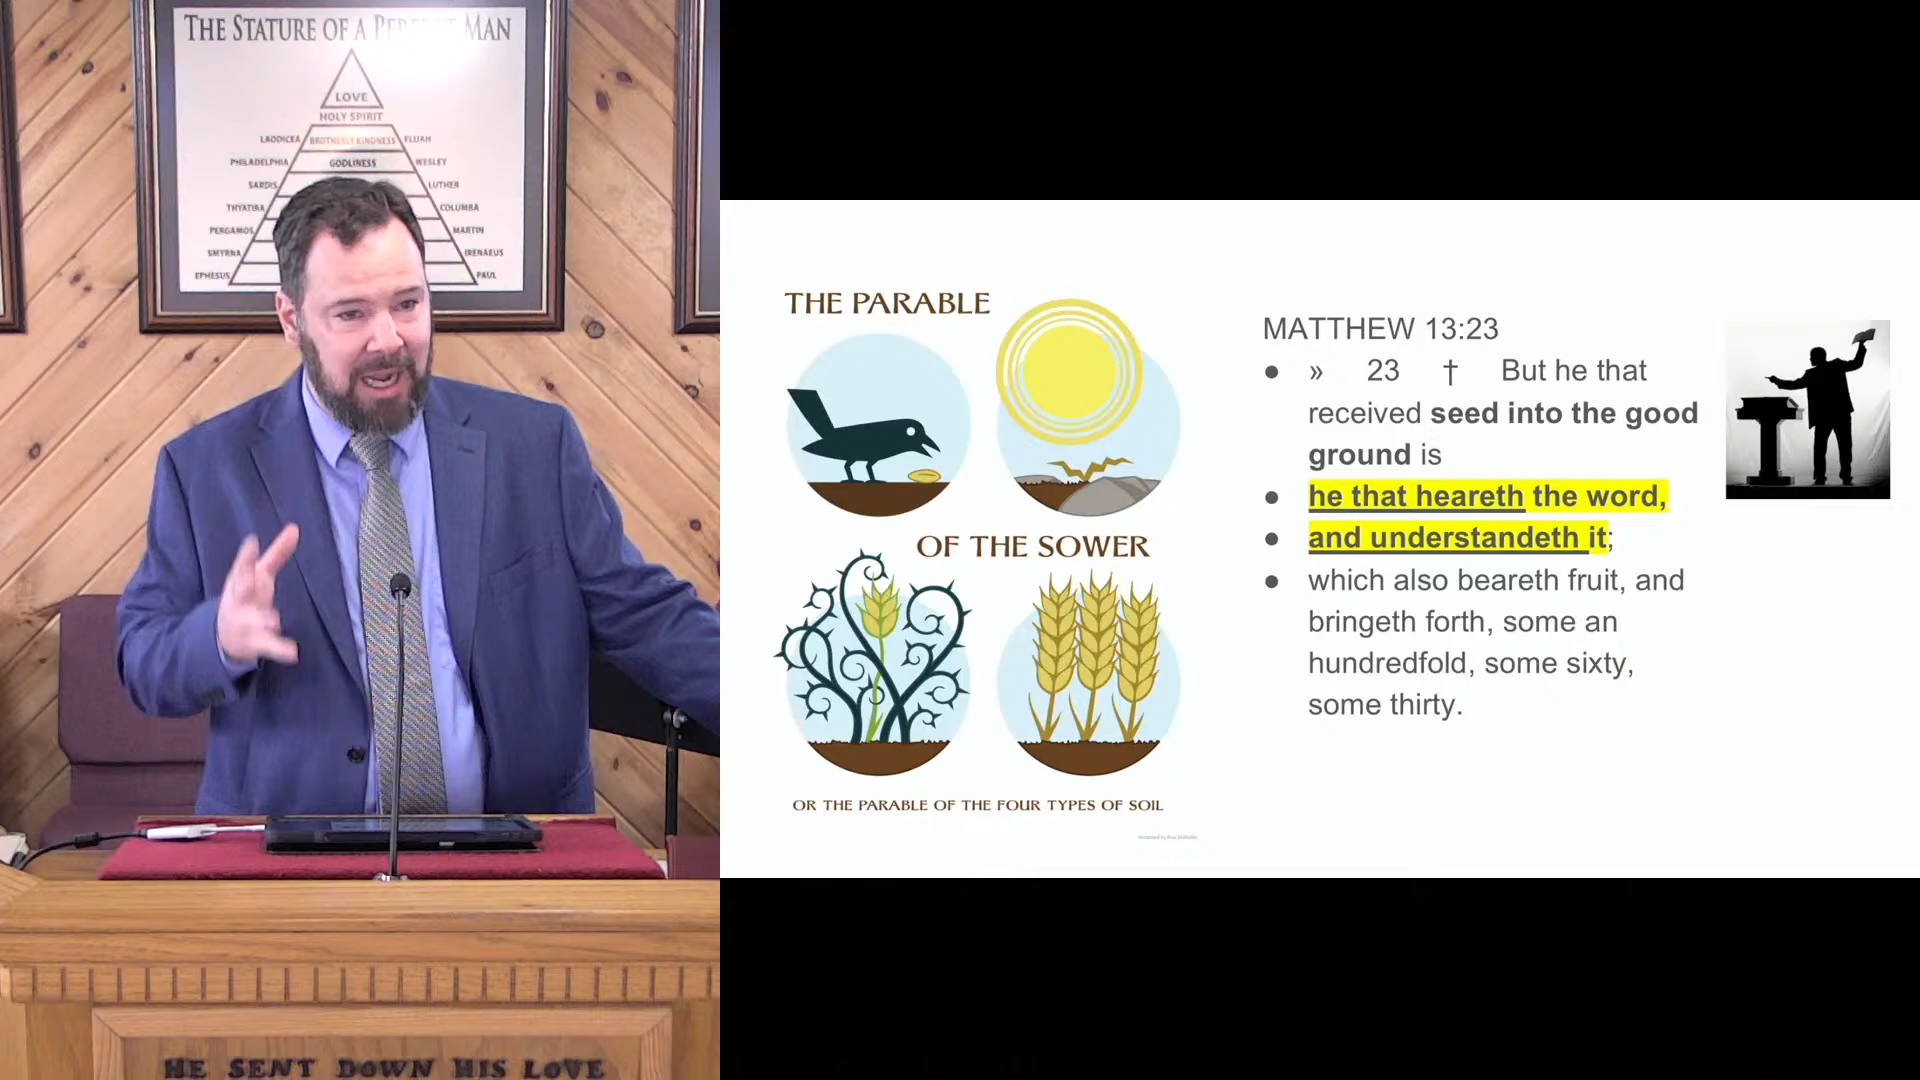 THE STATURE OF A PERFECT MAN
LOVE
HOLY SPIRIT
LAODICEA BROTHERLY KINDNESS ELIJAH
PHILADELPHIA GODLINESS WESLEY
SARDIS LUTHER
THYATIRA COLUMBA
PERGAMOS MARTIN
SMYRNA IRENAEUS
EPHESUS PAUL
HE SENT DOWN HIS LOVE
THE PARABLE
OF THE SOWER
OR THE PARABLE OF THE FOUR TYPES OF SOIL
MATTHEW 13:23
● » 23 † But he that
received seed into the good
ground is
● he that heareth the word,
● and understandeth it;
● which also beareth fruit, and
bringeth forth, some an
hundredfold, some sixty,
some thirty.